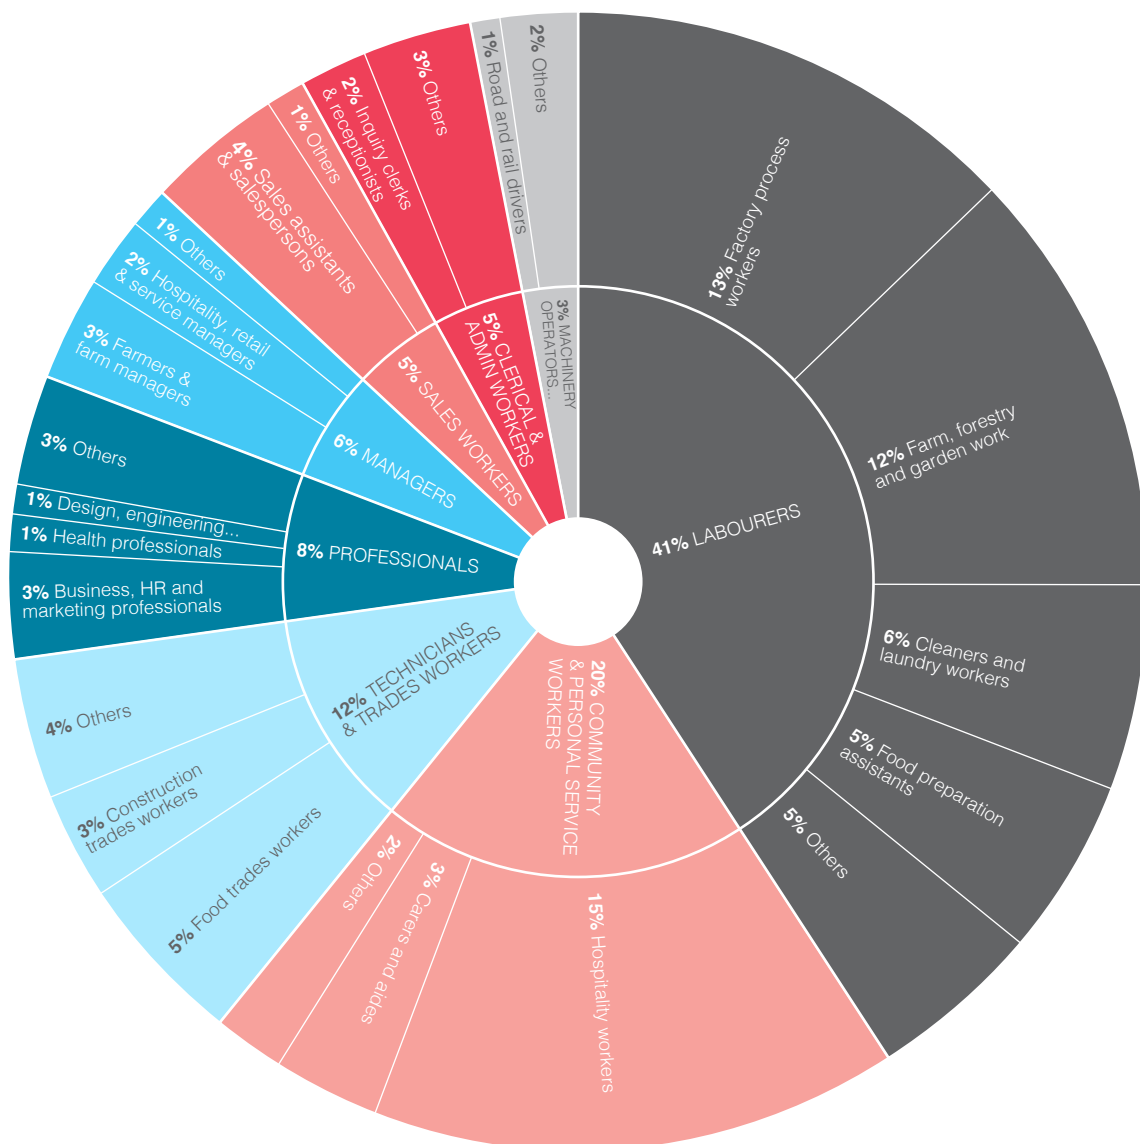 41% LABOURERS
13% Factory process
workers
12% Farm, forestry
and garden work
6% Cleaners and
laundry workers
5% Food preparation
assistants
5% Others
20% COMMUNITY
& PERSONAL SERVICE
WORKERS
15% Hospitality workers
3% Carers and aides
2% Others
12% TECHNICIANS
& TRADES WORKERS
5% Food trades workers
3% Construction
trades workers
4% Others
8% PROFESSIONALS
3% Business, HR and
marketing professionals
1% Health professionals
1% Design, engineering...
3% Others
6% MANAGERS
3% Farmers &
farm managers
2% Hospitality, retail
& service managers
1% Others
5% SALES WORKERS
4% Sales assistants
& salespersons
1% Others
5% CLERICAL &
ADMIN WORKERS
2% Inquiry clerks
& receptionists
3% Others
3% MACHINERY
OPERATORS...
1% Road and rail drivers
2% Others